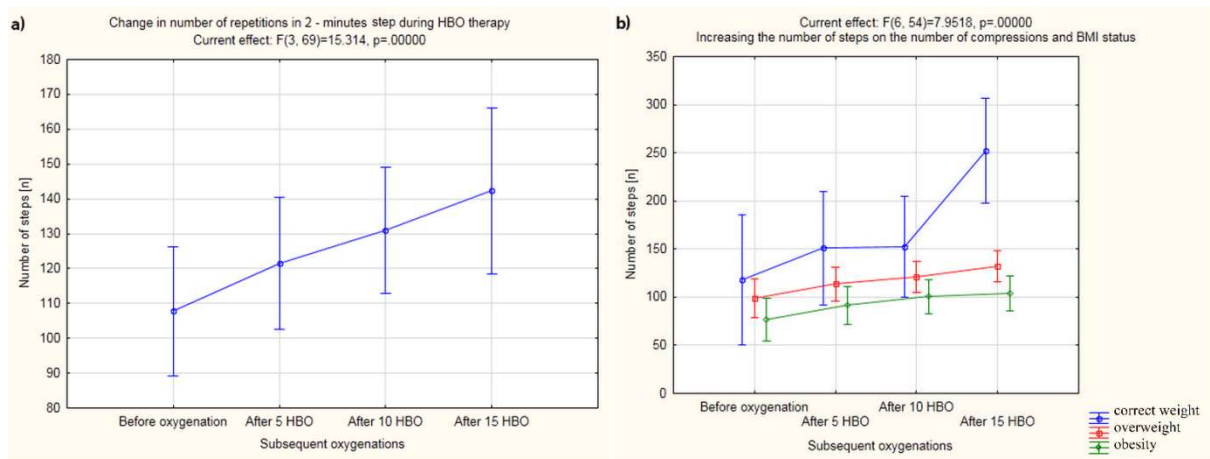 a)
Change in number of repetitions in 2 - minutes step during HBO therapy
Current effect: F(3, 69)=15.314, p=.00000
180
170
160
150
140
130
120
110
100
90
80
Number of steps [n]
Before oxygenation
After 5 HBO
After 10 HBO
After 15 HBO
Subsequent oxygenations
b)
Current effect: F(6, 54)=7.9518, p=.00000
Increasing the number of steps on the number of compressions and BMI status
350
300
250
200
150
100
50
0
Number of steps [n]
Before oxygenation
After 5 HBO
After 10 HBO
After 15 HBO
Subsequent oxygenations
correct weight
overweight
obesity